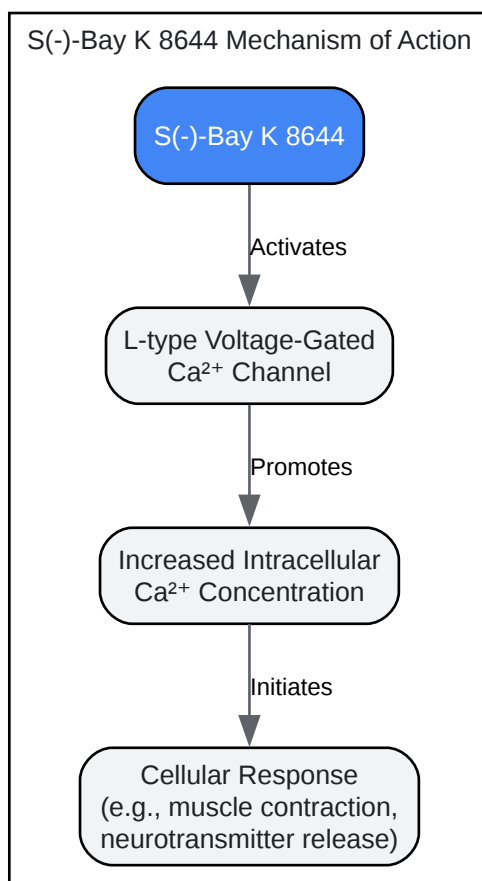 S(-)-Bay K 8644 Mechanism of Action
S(-)-Bay K 8644
Activates
L-type Voltage-Gated
Ca²⁺ Channel
Promotes
Increased Intracellular
Ca²⁺ Concentration
Initiates
Cellular Response
(e.g., muscle contraction,
neurotransmitter release)